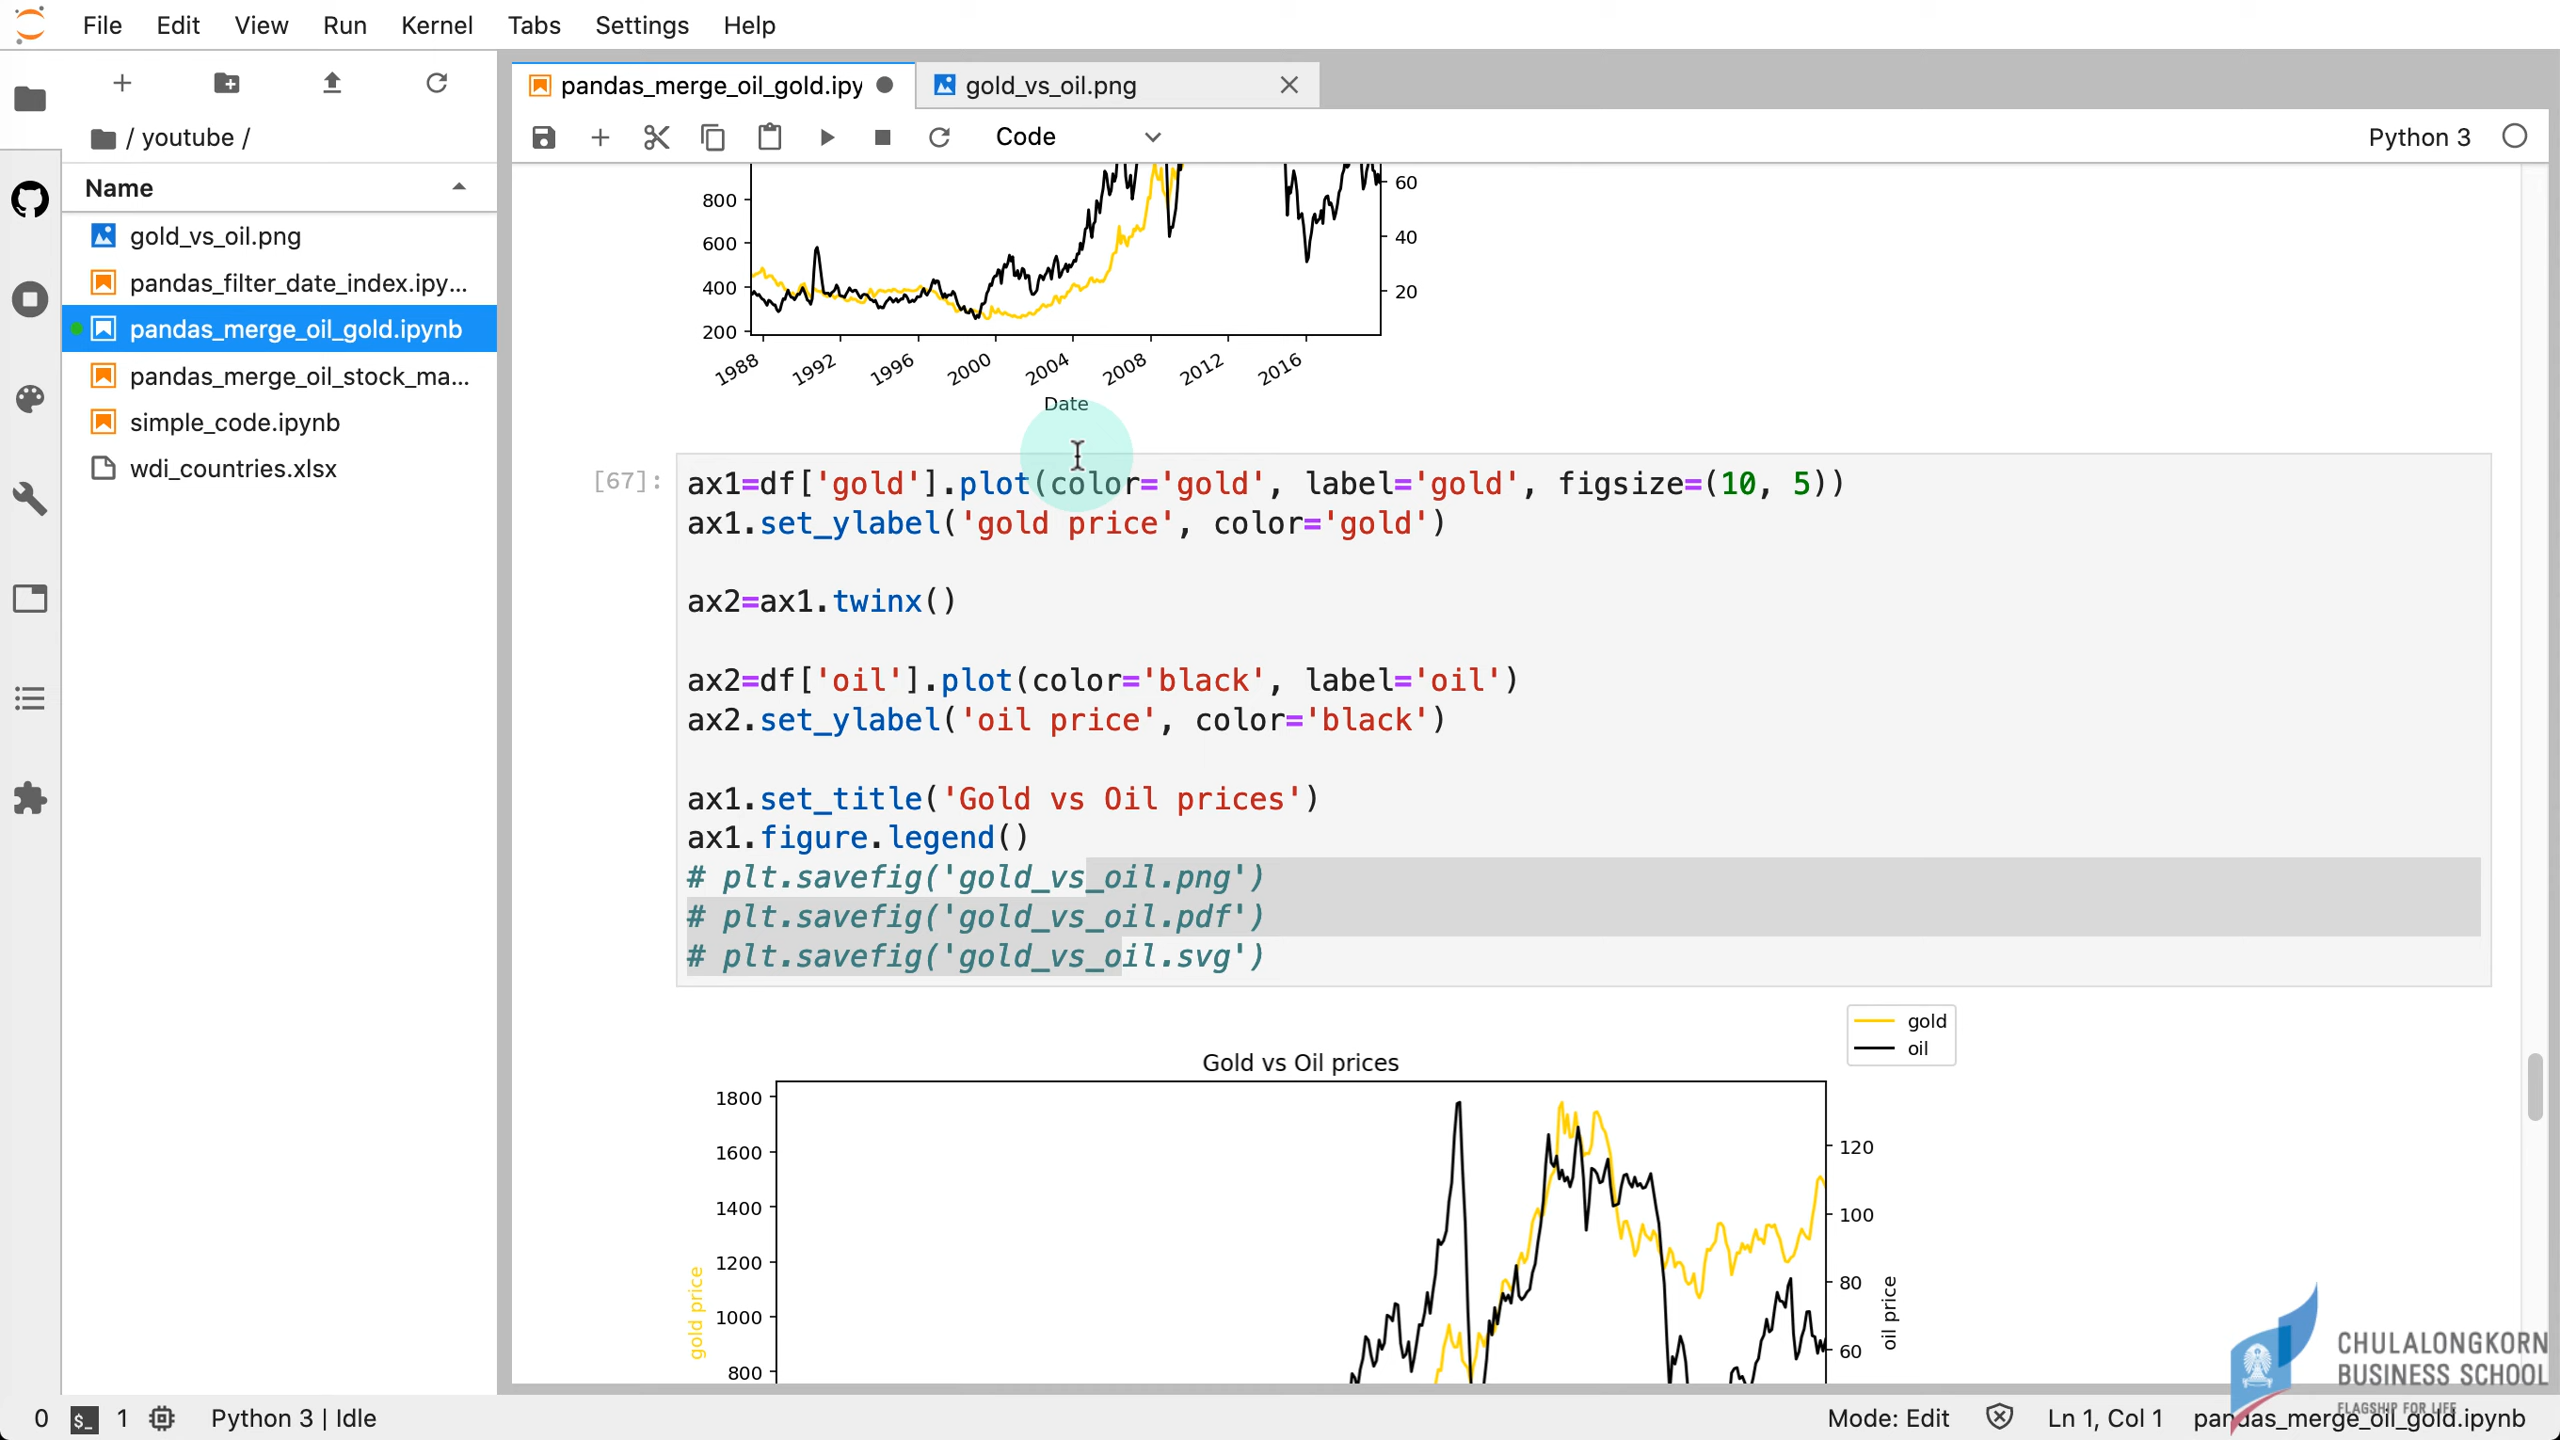 File Edit View Run Kernel Tabs Settings Help
/ youtube /
Name
gold_vs_oil.png
pandas_filter_date_index.ipy...
pandas_merge_oil_gold.ipynb
pandas_merge_oil_stock_ma...
simple_code.ipynb
wdi_countries.xlsx
pandas_merge_oil_gold.ipy
gold_vs_oil.png
Code
Python 3
800
600
400
200
60
40
20
1988 1992 1996 2000 2004 2008 2012 2016
Date
[67]:
ax1=df['gold'].plot(color='gold', label='gold', figsize=(10, 5))
ax1.set_ylabel('gold price', color='gold')
ax2=ax1.twinx()
ax2=df['oil'].plot(color='black', label='oil')
ax2.set_ylabel('oil price', color='black')
ax1.set_title('Gold vs Oil prices')
ax1.figure.legend()
# plt.savefig('gold_vs_oil.png')
# plt.savefig('gold_vs_oil.pdf')
# plt.savefig('gold_vs_oil.svg')
gold
oil
Gold vs Oil prices
1800
1600
1400
1200
1000
800
gold price
120
100
80
60
oil price
CHULALONGKORN
BUSINESS SCHOOL
FLAGSHIP FOR LIFE
0 $_ 1 Python 3 | Idle
Mode: Edit Ln 1, Col 1 pandas_merge_oil_gold.ipynb